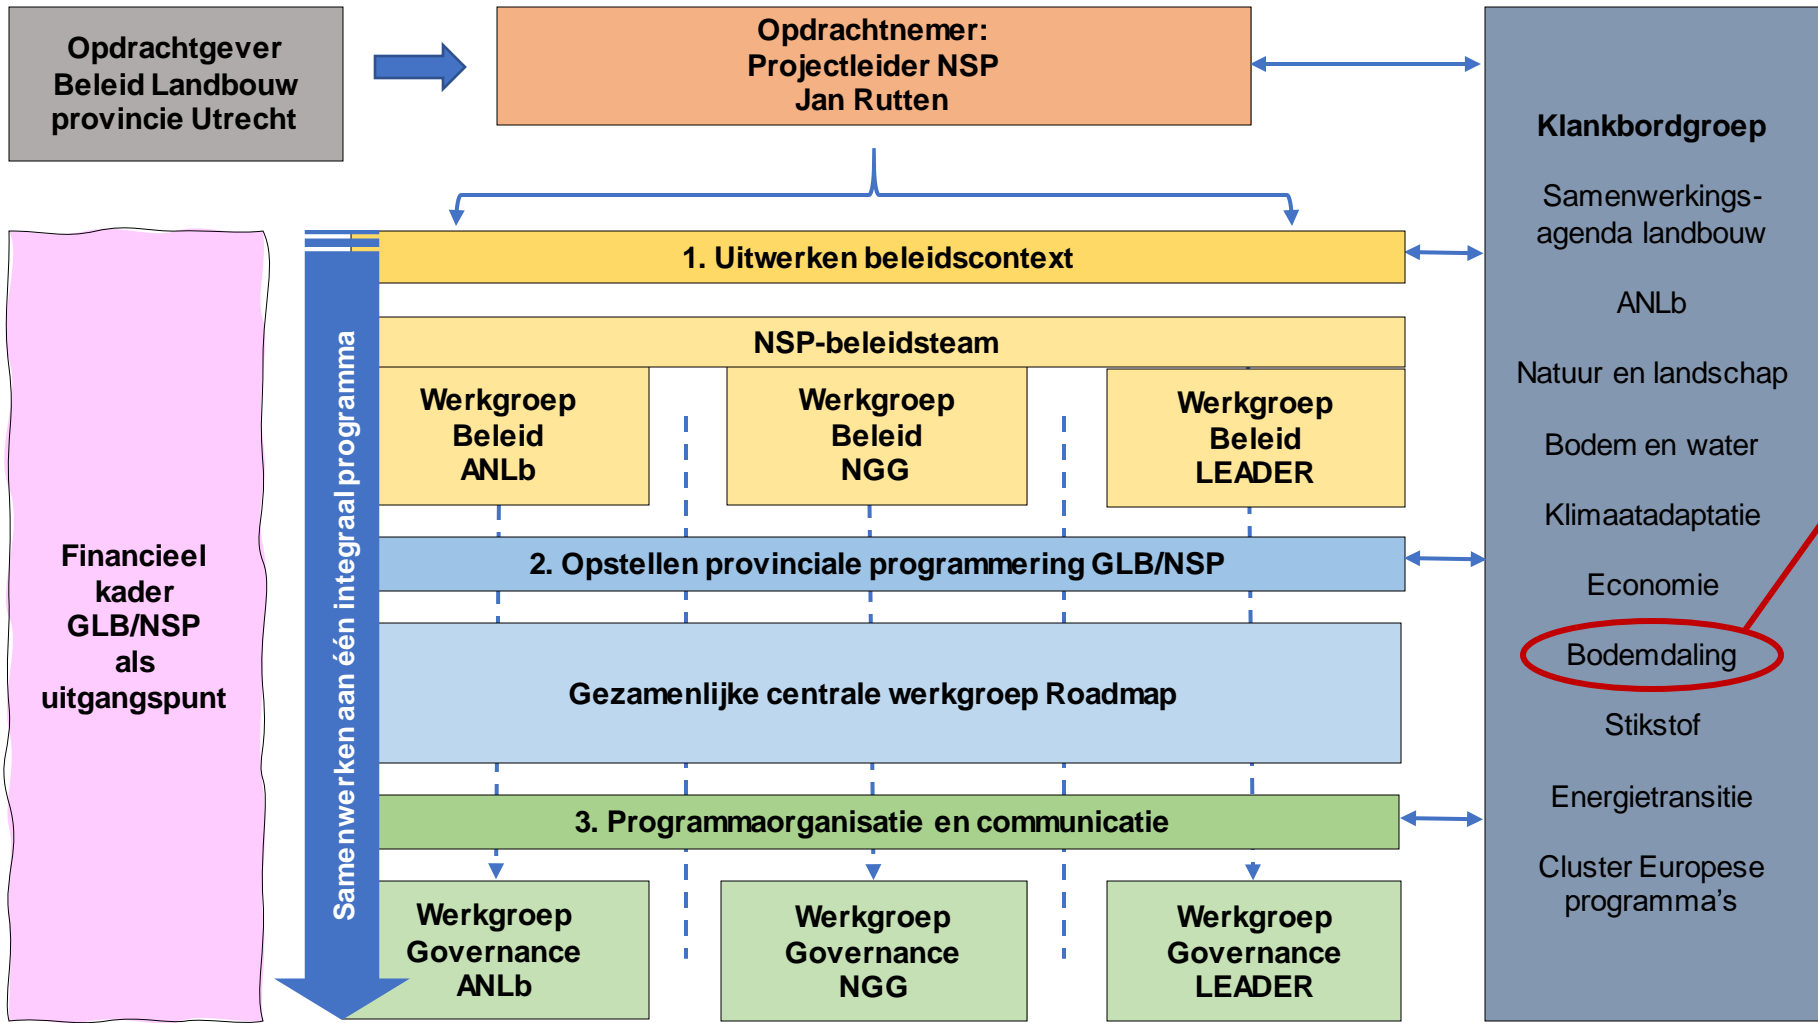 Opdrachtgever
Beleid Landbouw
provincie Utrecht
Opdrachtnemer:
Projectleider NSP
Jan Rutten
Klankbordgroep
Samenwerkings-
agenda landbouw
ANLb
Natuur en landschap
Bodem en water
Klimaatadaptatie
Economie
Bodemdaling
Stikstof
Energietransitie
Cluster Europese
programma’s
Financieel
kader
GLB/NSP
als
uitgangspunt
Samenwerken aan één integraal programma
1. Uitwerken beleidscontext
NSP-beleidsteam
Werkgroep
Beleid
ANLb
Werkgroep
Beleid
NGG
Werkgroep
Beleid
LEADER
2. Opstellen provinciale programmering GLB/NSP
Gezamenlijke centrale werkgroep Roadmap
3. Programmaorganisatie en communicatie
Werkgroep
Governance
ANLb
Werkgroep
Governance
NGG
Werkgroep
Governance
LEADER